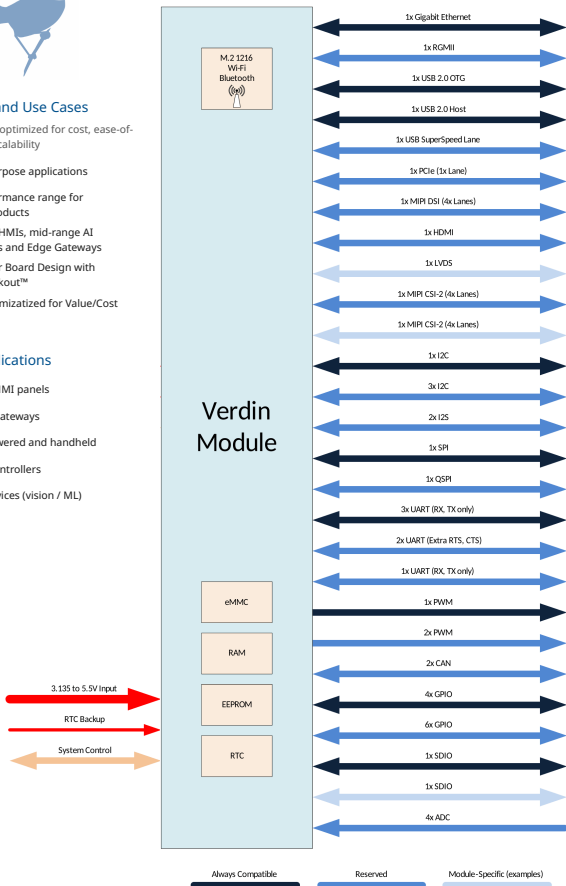 and Use Cases
optimized for cost, ease-of-
calability
rpose applications
rmance range for
oducts
HMIs, mid-range AI
s and Edge Gateways
r Board Design with
kout™
mizatized for Value/Cost
ications
MI panels
ateways
wered and handheld
ntrollers
vices (vision / ML)
3.135 to 5.5V Input
RTC Backup
System Control
M.2 1216
Wi-Fi
Bluetooth
Verdin
Module
eMMC
RAM
EEPROM
RTC
1x Gigabit Ethernet
1x RGMII
1x USB 2.0 OTG
1x USB 2.0 Host
1x USB SuperSpeed Lane
1x PCIe (1x Lane)
1x MIPI DSI (4x Lanes)
1x HDMI
1x LVDS
1x MIPI CSI-2 (4x Lanes)
1x MIPI CSI-2 (4x Lanes)
1x I2C
3x I2C
2x I2S
1x SPI
1x QSPI
3x UART (RX, TX only)
2x UART (Extra RTS, CTS)
1x UART (RX, TX only)
1x PWM
2x PWM
2x CAN
4x GPIO
6x GPIO
1x SDIO
1x SDIO
4x ADC
Always Compatible
Reserved
Module-Specific (examples)